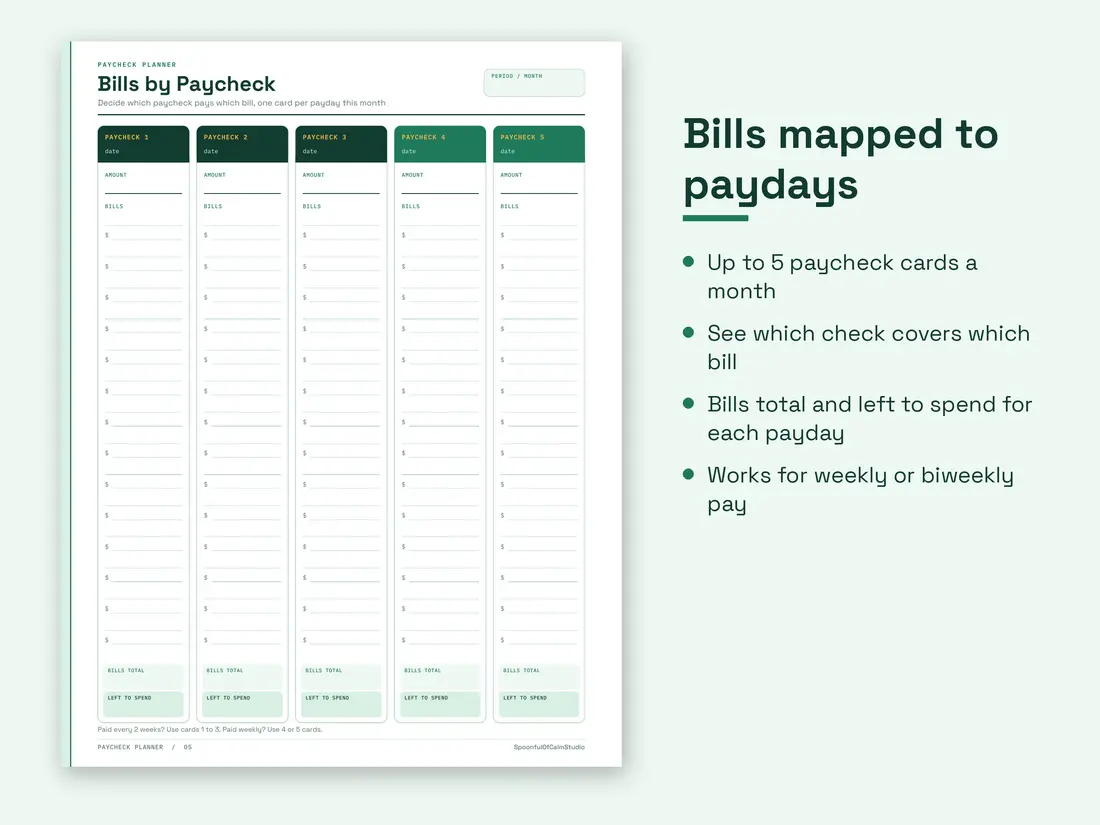 PAYCHECK PLANNER
Bills by Paycheck
Decide which paycheck pays which bill, one card per payday this month
PERIOD / MONTH
PAYCHECK 1 PAYCHECK 2 PAYCHECK 3 PAYCHECK 4 PAYCHECK 5
date date date date date
AMOUNT AMOUNT AMOUNT AMOUNT AMOUNT
BILLS BILLS BILLS BILLS BILLS
$ $ $ $ $
$ $ $ $ $
$ $ $ $ $
$ $ $ $ $
$ $ $ $ $
$ $ $ $ $
$ $ $ $ $
$ $ $ $ $
$ $ $ $ $
$ $ $ $ $
$ $ $ $ $
$ $ $ $ $
$ $ $ $ $
$ $ $ $ $
BILLS TOTAL BILLS TOTAL BILLS TOTAL BILLS TOTAL BILLS TOTAL
LEFT TO SPEND LEFT TO SPEND LEFT TO SPEND LEFT TO SPEND LEFT TO SPEND
Paid every 2 weeks? Use cards 1 to 3. Paid weekly? Use 4 or 5 cards.
PAYCHECK PLANNER / 05 SpoonfulOfCalmStudio
Bills mapped to
paydays
Up to 5 paycheck cards a
month
See which check covers which
bill
Bills total and left to spend for
each payday
Works for weekly or biweekly
pay